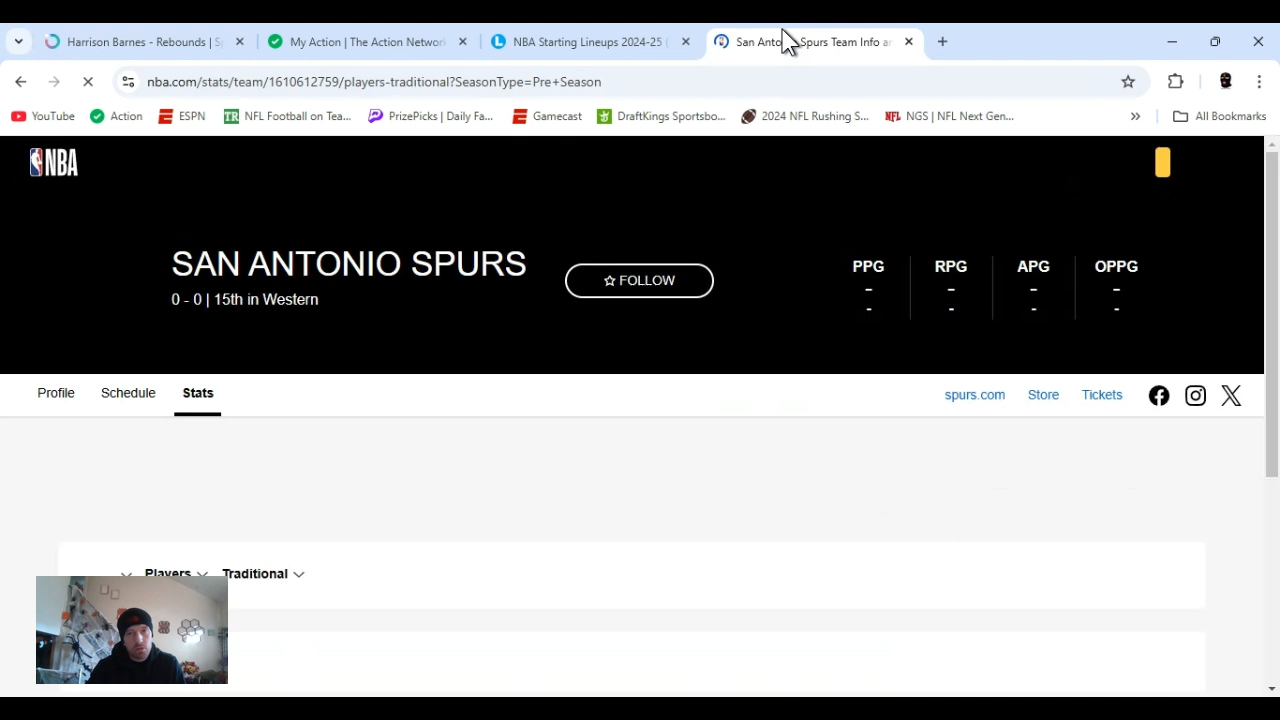 Harrison Barnes - Rebounds | S
My Action | The Action Networ
NBA Starting Lineups 2024-25 (
San Anto Spurs Team Info a
nba.com/stats/team/1610612759/players-traditional?SeasonType=Pre+Season
YouTube
Action
ESPN
NFL Football on Tea...
PrizePicks | Daily Fa...
Gamecast
DraftKings Sportsbo...
2024 NFL Rushing S...
NFL NGS | NFL Next Gen...
All Bookmarks
NBA
SAN ANTONIO SPURS
0 - 0 | 15th in Western
FOLLOW
PPG RPG APG OPPG
– – – –
- - - -
Profile Schedule Stats
spurs.com Store Tickets
Players Traditional